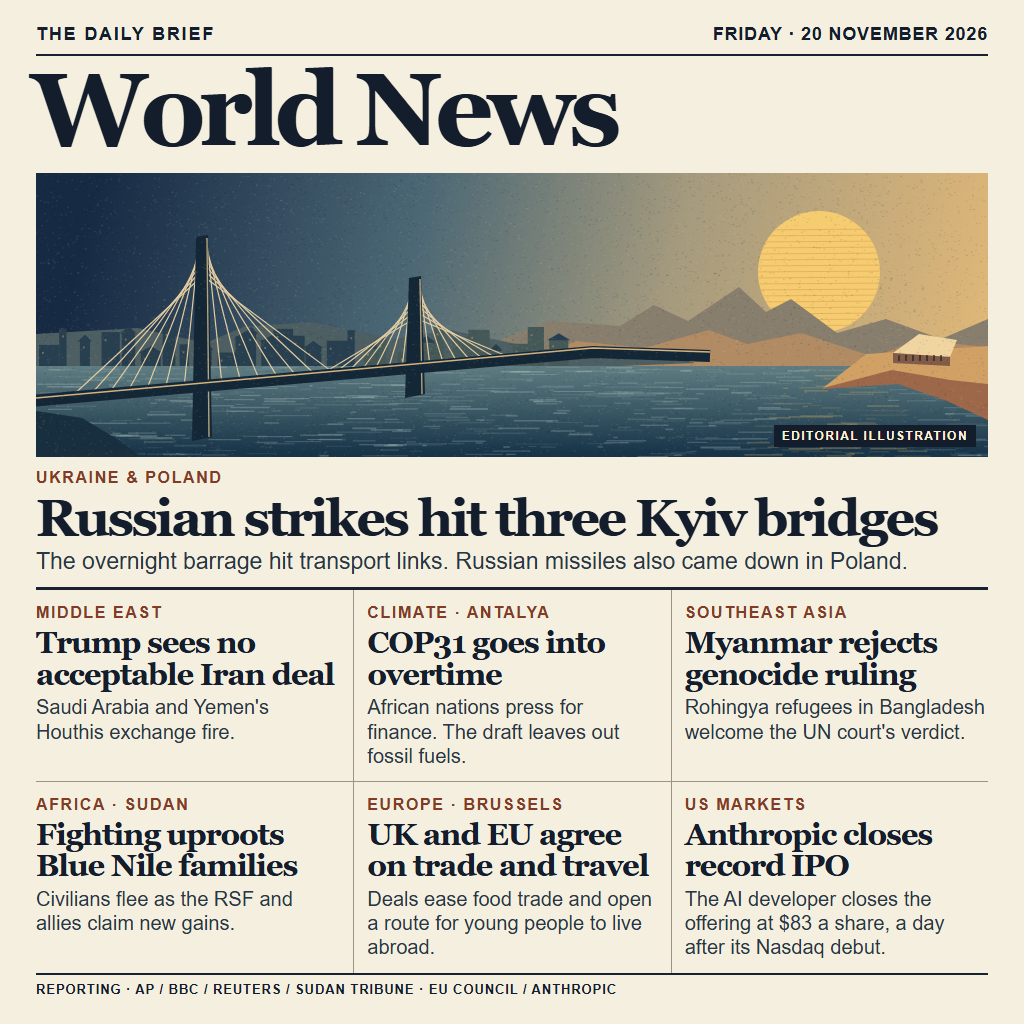 THE DAILY BRIEF
FRIDAY · 20 NOVEMBER 2026
World News
EDITORIAL ILLUSTRATION
UKRAINE & POLAND
Russian strikes hit three Kyiv bridges
The overnight barrage hit transport links. Russian missiles also came down in Poland.
MIDDLE EAST
Trump sees no
acceptable Iran deal
Saudi Arabia and Yemen's
Houthis exchange fire.
CLIMATE · ANTALYA
COP31 goes into
overtime
African nations press for
finance. The draft leaves out
fossil fuels.
SOUTHEAST ASIA
Myanmar rejects
genocide ruling
Rohingya refugees in Bangladesh
welcome the UN court's verdict.
AFRICA · SUDAN
Fighting uproots
Blue Nile families
Civilians flee as the RSF and
allies claim new gains.
EUROPE · BRUSSELS
UK and EU agree
on trade and travel
Deals ease food trade and open
a route for young people to live
abroad.
US MARKETS
Anthropic closes
record IPO
The AI developer closes the
offering at $83 a share, a day
after its Nasdaq debut.
REPORTING · AP / BBC / REUTERS / SUDAN TRIBUNE · EU COUNCIL / ANTHROPIC